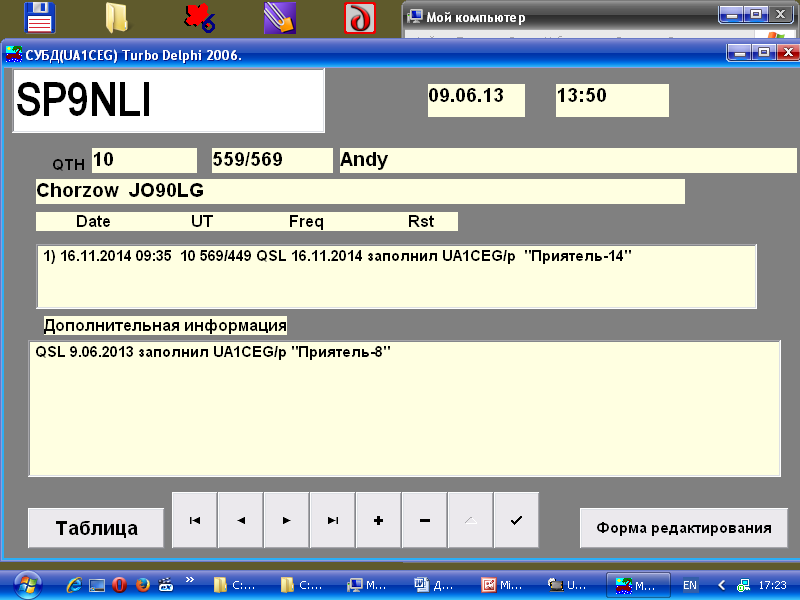 Мой компьютер
СУБД(UA1CEG) Turbo Delphi 2006.
SP9NLI
09.06.13 13:50
QTH 10 559/569 Andy
Chorzow JO90LG
Date UT Freq Rst
1) 16.11.2014 09:35 10 569/449 QSL 16.11.2014 заполнил UA1CEG/p "Приятель-14"
Дополнительная информация
QSL 9.06.2013 заполнил UA1CEG/p "Приятель-8"
Таблица
Форма редактирования
C:... C:... М... Д... Mi... U... М... EN 17:23